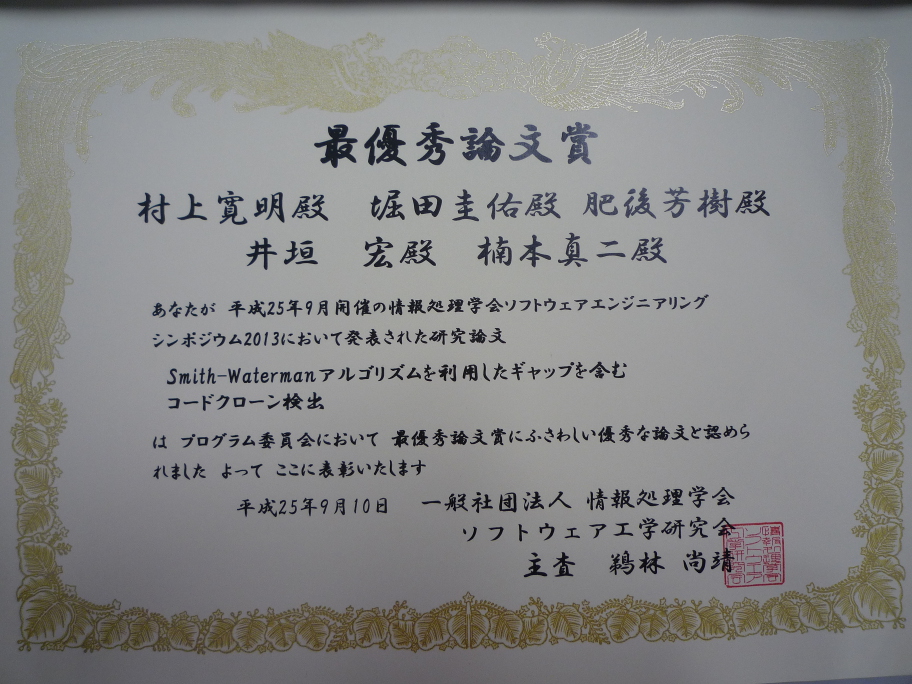 最優秀論文賞
村上寛明殿　堀田圭佑殿　肥後芳樹殿
井垣　宏殿　楠本真二殿
あなたが　平成25年9月開催の情報処理学会ソフトウェアエンジニアリング
シンポジウム2013において発表された研究論文
Smith-Watermanアルゴリズムを利用したギャップを含む
コードクローン検出
は　プログラム委員会において　最優秀論文賞にふさわしい優秀な論文と認めら
れました　よって　ここに表彰いたします
平成25年9月10日　一般社団法人　情報処理学会
ソフトウェア工学研究会
主査　鵜林　尚靖